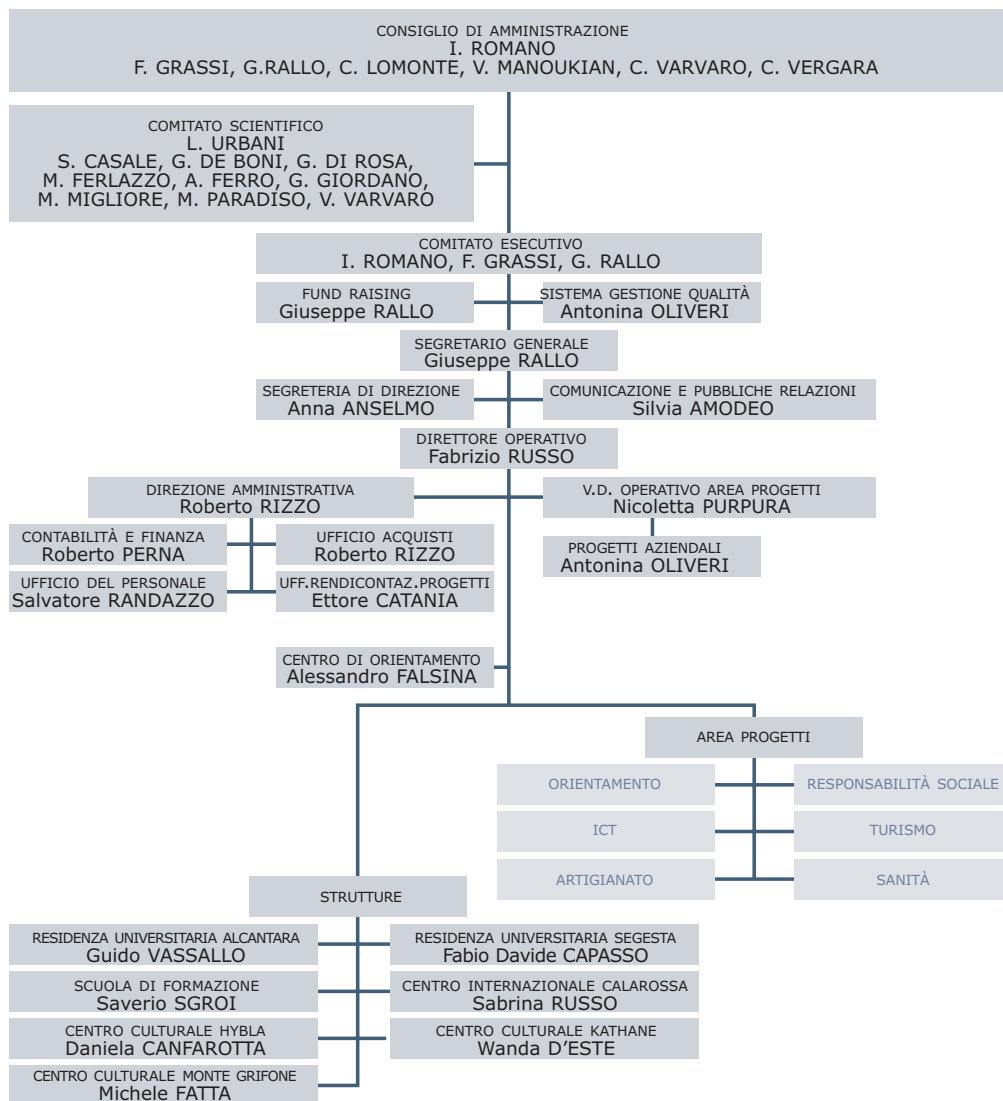 CONSIGLIO DI AMMINISTRAZIONE
I. ROMANO
F. GRASSI, G.RALLO, C. LOMONTE, V. MANOUKIAN, C. VARVARO, C. VERGARA
COMITATO SCIENTIFICO
L. URBANI
S. CASALE, G. DE BONI, G. DI ROSA,
M. FERLAZZO, A. FERRO, G. GIORDANO,
M. MIGLIORE, M. PARADISO, V. VARVARO
COMITATO ESECUTIVO
I. ROMANO, F. GRASSI, G. RALLO
FUND RAISING
Giuseppe RALLO
SISTEMA GESTIONE QUALITÀ
Antonina OLIVERI
SEGRETARIO GENERALE
Giuseppe RALLO
SEGRETERIA DI DIREZIONE
Anna ANSELMO
COMUNICAZIONE E PUBBLICHE RELAZIONI
Silvia AMODEO
DIRETTORE OPERATIVO
Fabrizio RUSSO
DIREZIONE AMMINISTRATIVA
Roberto RIZZO
V.D. OPERATIVO AREA PROGETTI
Nicoletta PURPURA
CONTABILITÀ E FINANZA
Roberto PERNA
UFFICIO ACQUISTI
Roberto RIZZO
PROGETTI AZIENDALI
Antonina OLIVERI
UFFICIO DEL PERSONALE
Salvatore RANDAZZO
UFF.RENDICONTAZ.PROGETTI
Ettore CATANIA
CENTRO DI ORIENTAMENTO
Alessandro FALSINA
AREA PROGETTI
ORIENTAMENTO
RESPONSABILITÀ SOCIALE
ICT
TURISMO
ARTIGIANATO
SANITÀ
STRUTTURE
RESIDENZA UNIVERSITARIA ALCANTARA
Guido VASSALLO
RESIDENZA UNIVERSITARIA SEGESTA
Fabio Davide CAPASSO
SCUOLA DI FORMAZIONE
Saverio SGROI
CENTRO INTERNAZIONALE CALAROSSA
Sabrina RUSSO
CENTRO CULTURALE HYBLA
Daniela CANFAROTTA
CENTRO CULTURALE KATHANE
Wanda D'ESTE
CENTRO CULTURALE MONTE GRIFONE
Michele FATTA